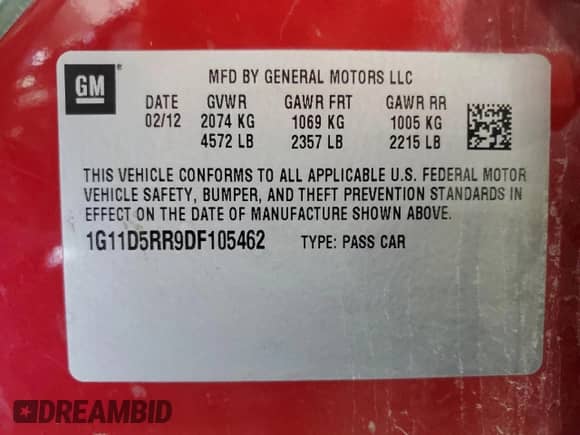 GM ®
MFD BY GENERAL MOTORS LLC
DATE GVWR GAWR FRT GAWR RR
02/12 2074 KG 1069 KG 1005 KG
4572 LB 2357 LB 2215 LB
THIS VEHICLE CONFORMS TO ALL APPLICABLE U.S. FEDERAL MOTOR
VEHICLE SAFETY, BUMPER, AND THEFT PREVENTION STANDARDS IN
EFFECT ON THE DATE OF MANUFACTURE SHOWN ABOVE.
1G11D5RR9DF105462 TYPE: PASS CAR
DREAMBID